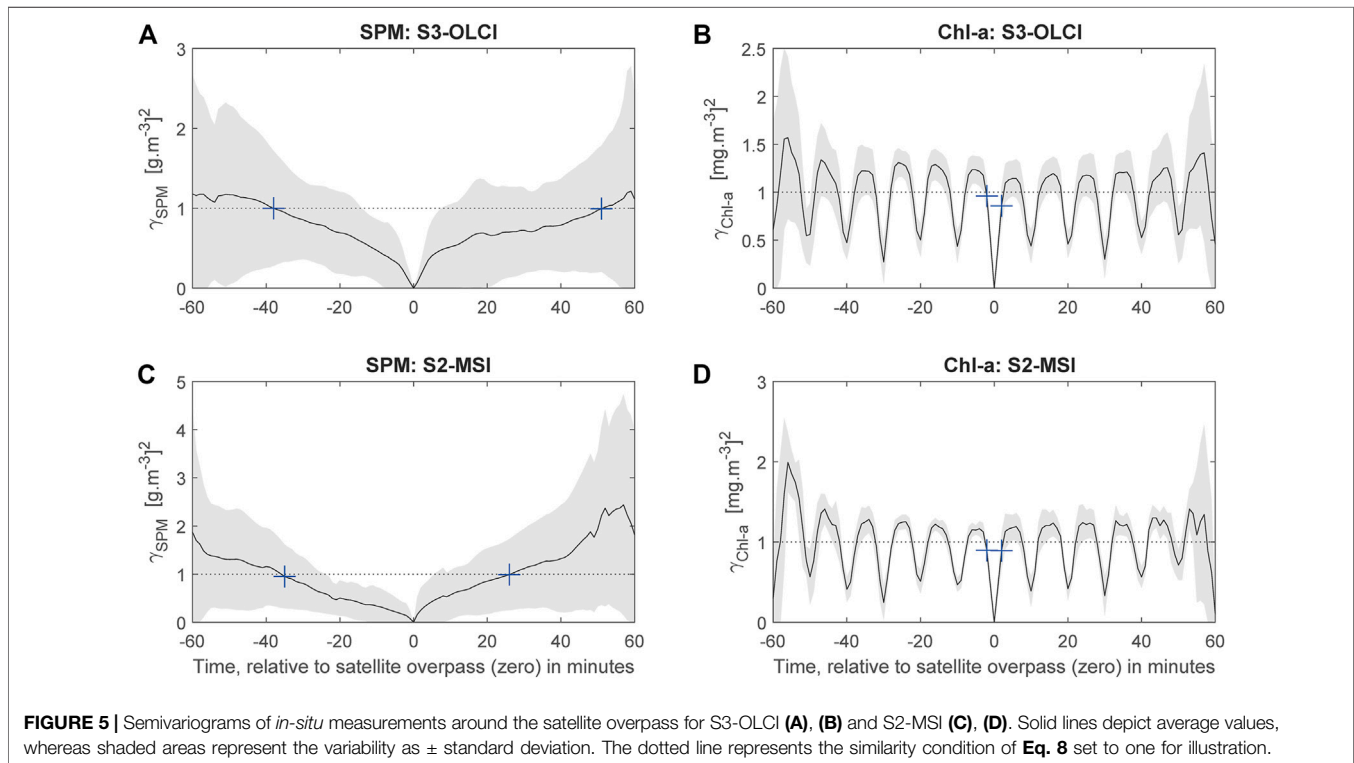 A
SPM: S3-OLCI
γSPM [g.m-3]2
3
2
1
0
-60 -40 -20 0 20 40 60
B
Chl-a: S3-OLCI
γChl-a [mg.m-3]2
2.5
2
1.5
1
0.5
0
-60 -40 -20 0 20 40 60
C
SPM: S2-MSI
γSPM [g.m-3]2
5
4
3
2
1
0
-60 -40 -20 0 20 40 60
Time, relative to satellite overpass (zero) in minutes
D
Chl-a: S2-MSI
γChl-a [mg.m-3]2
3
2
1
0
-60 -40 -20 0 20 40 60
Time, relative to satellite overpass (zero) in minutes
FIGURE 5 | Semivariograms of in-situ measurements around the satellite overpass for S3-OLCI (A), (B) and S2-MSI (C), (D). Solid lines depict average values,
whereas shaded areas represent the variability as ± standard deviation. The dotted line represents the similarity condition of Eq. 8 set to one for illustration.